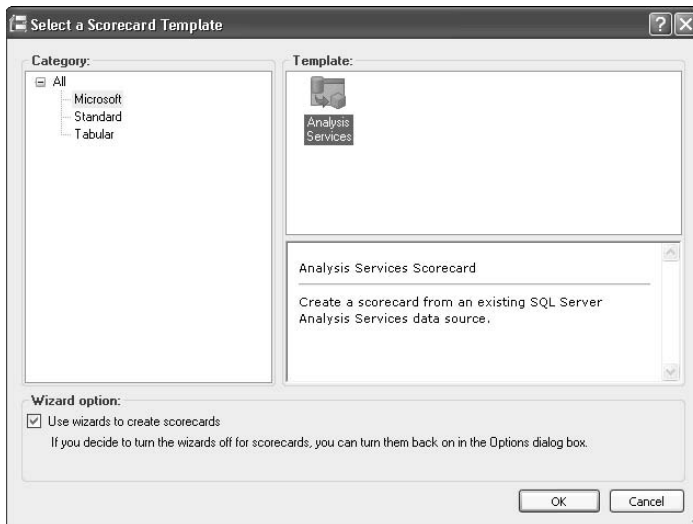 Select a Scorecard Template
Category:
All
Microsoft
Standard
Tabular
Template:
Analysis
Services
Analysis Services Scorecard
Create a scorecard from an existing SQL Server
Analysis Services data source.
Wizard option:
Use wizards to create scorecards
If you decide to turn the wizards off for scorecards, you can turn them back on in the Options dialog box.
OK
Cancel